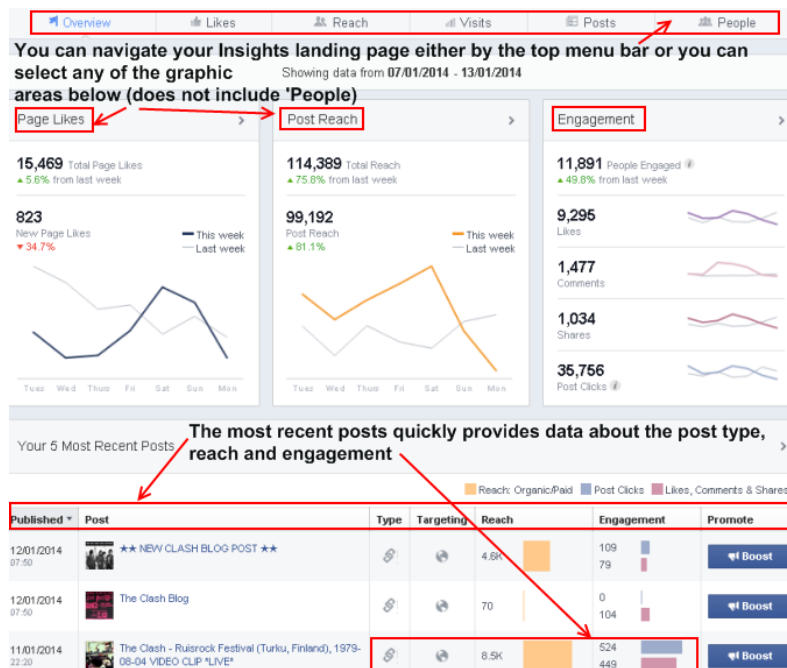 Overview Likes Reach Visits Posts People
You can navigate your Insights landing page either by the top menu bar or you can
select any of the graphic
areas below (does not include 'People)
Showing data from 07/01/2014 - 13/01/2014
Page Likes
15,469 Total Page Likes
5.6% from last week
823
New Page Likes
34.7%
This week
Last week
Tues Wed Thurs Fri Sat Sun Mon
Post Reach
114,389 Total Reach
75.8% from last week
99,192
Post Reach
81.1%
This week
Last week
Tues Wed Thurs Fri Sat Sun Mon
Engagement
11,891 People Engaged
49.8% from last week
9,295
Likes
1,477
Comments
1,034
Shares
35,756
Post Clicks
Your 5 Most Recent Posts
The most recent posts quickly provides data about the post type,
reach and engagement
Reach: Organic/Paid Post Clicks Likes, Comments & Shares
Published Post Type Targeting Reach Engagement Promote
12/01/2014
07:50
★★ NEW CLASH BLOG POST ★★
4.6K
109
79
Boost
12/01/2014
07:50
The Clash Blog
70
0
104
Boost
11/01/2014
22:20
The Clash - Ruisrock Festival (Turku, Finland), 1979-
08-04 VIDEO CLIP *LIVE*
8.5K
524
449
Boost